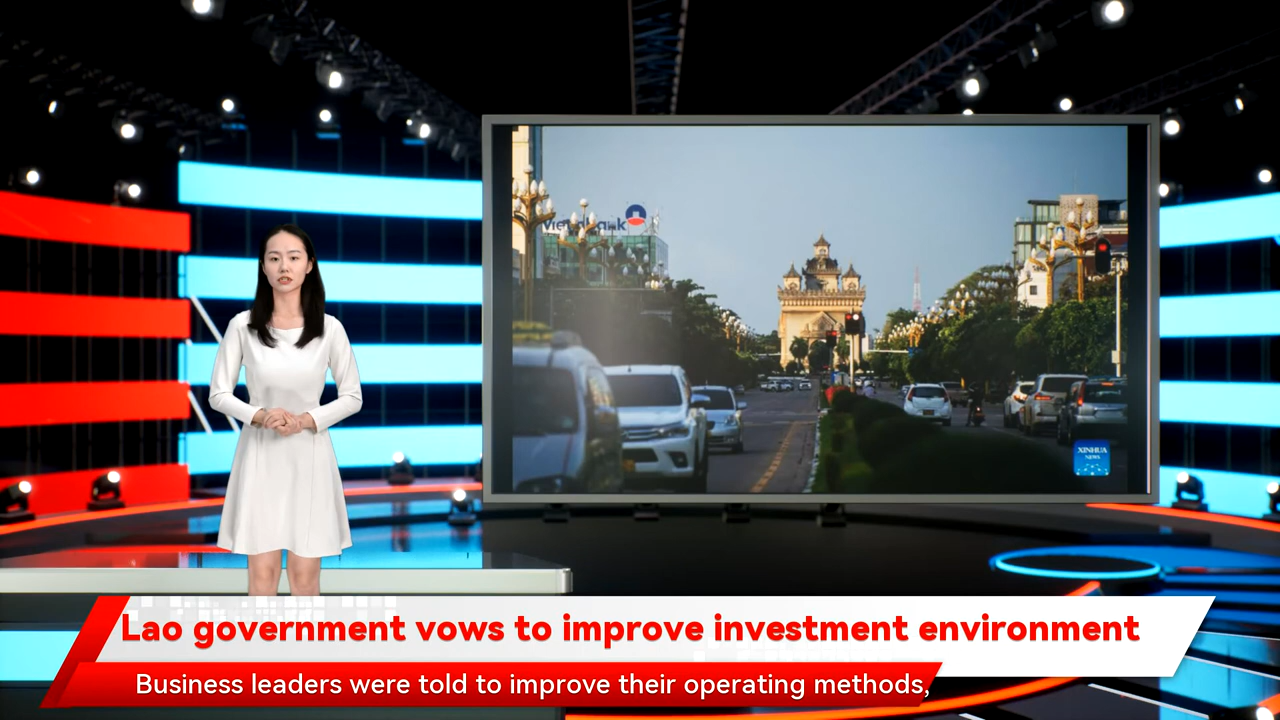 XINHUA
NEWS
Lao government vows to improve investment environment
Business leaders were told to improve their operating methods,